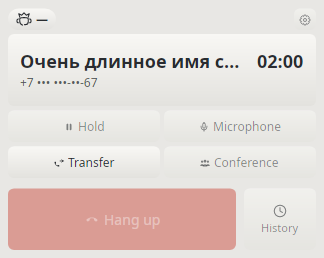 Очень длинное имя с... 02:00
+7 ••• •••-••-67
Hold Microphone
Transfer Conference
Hang up History